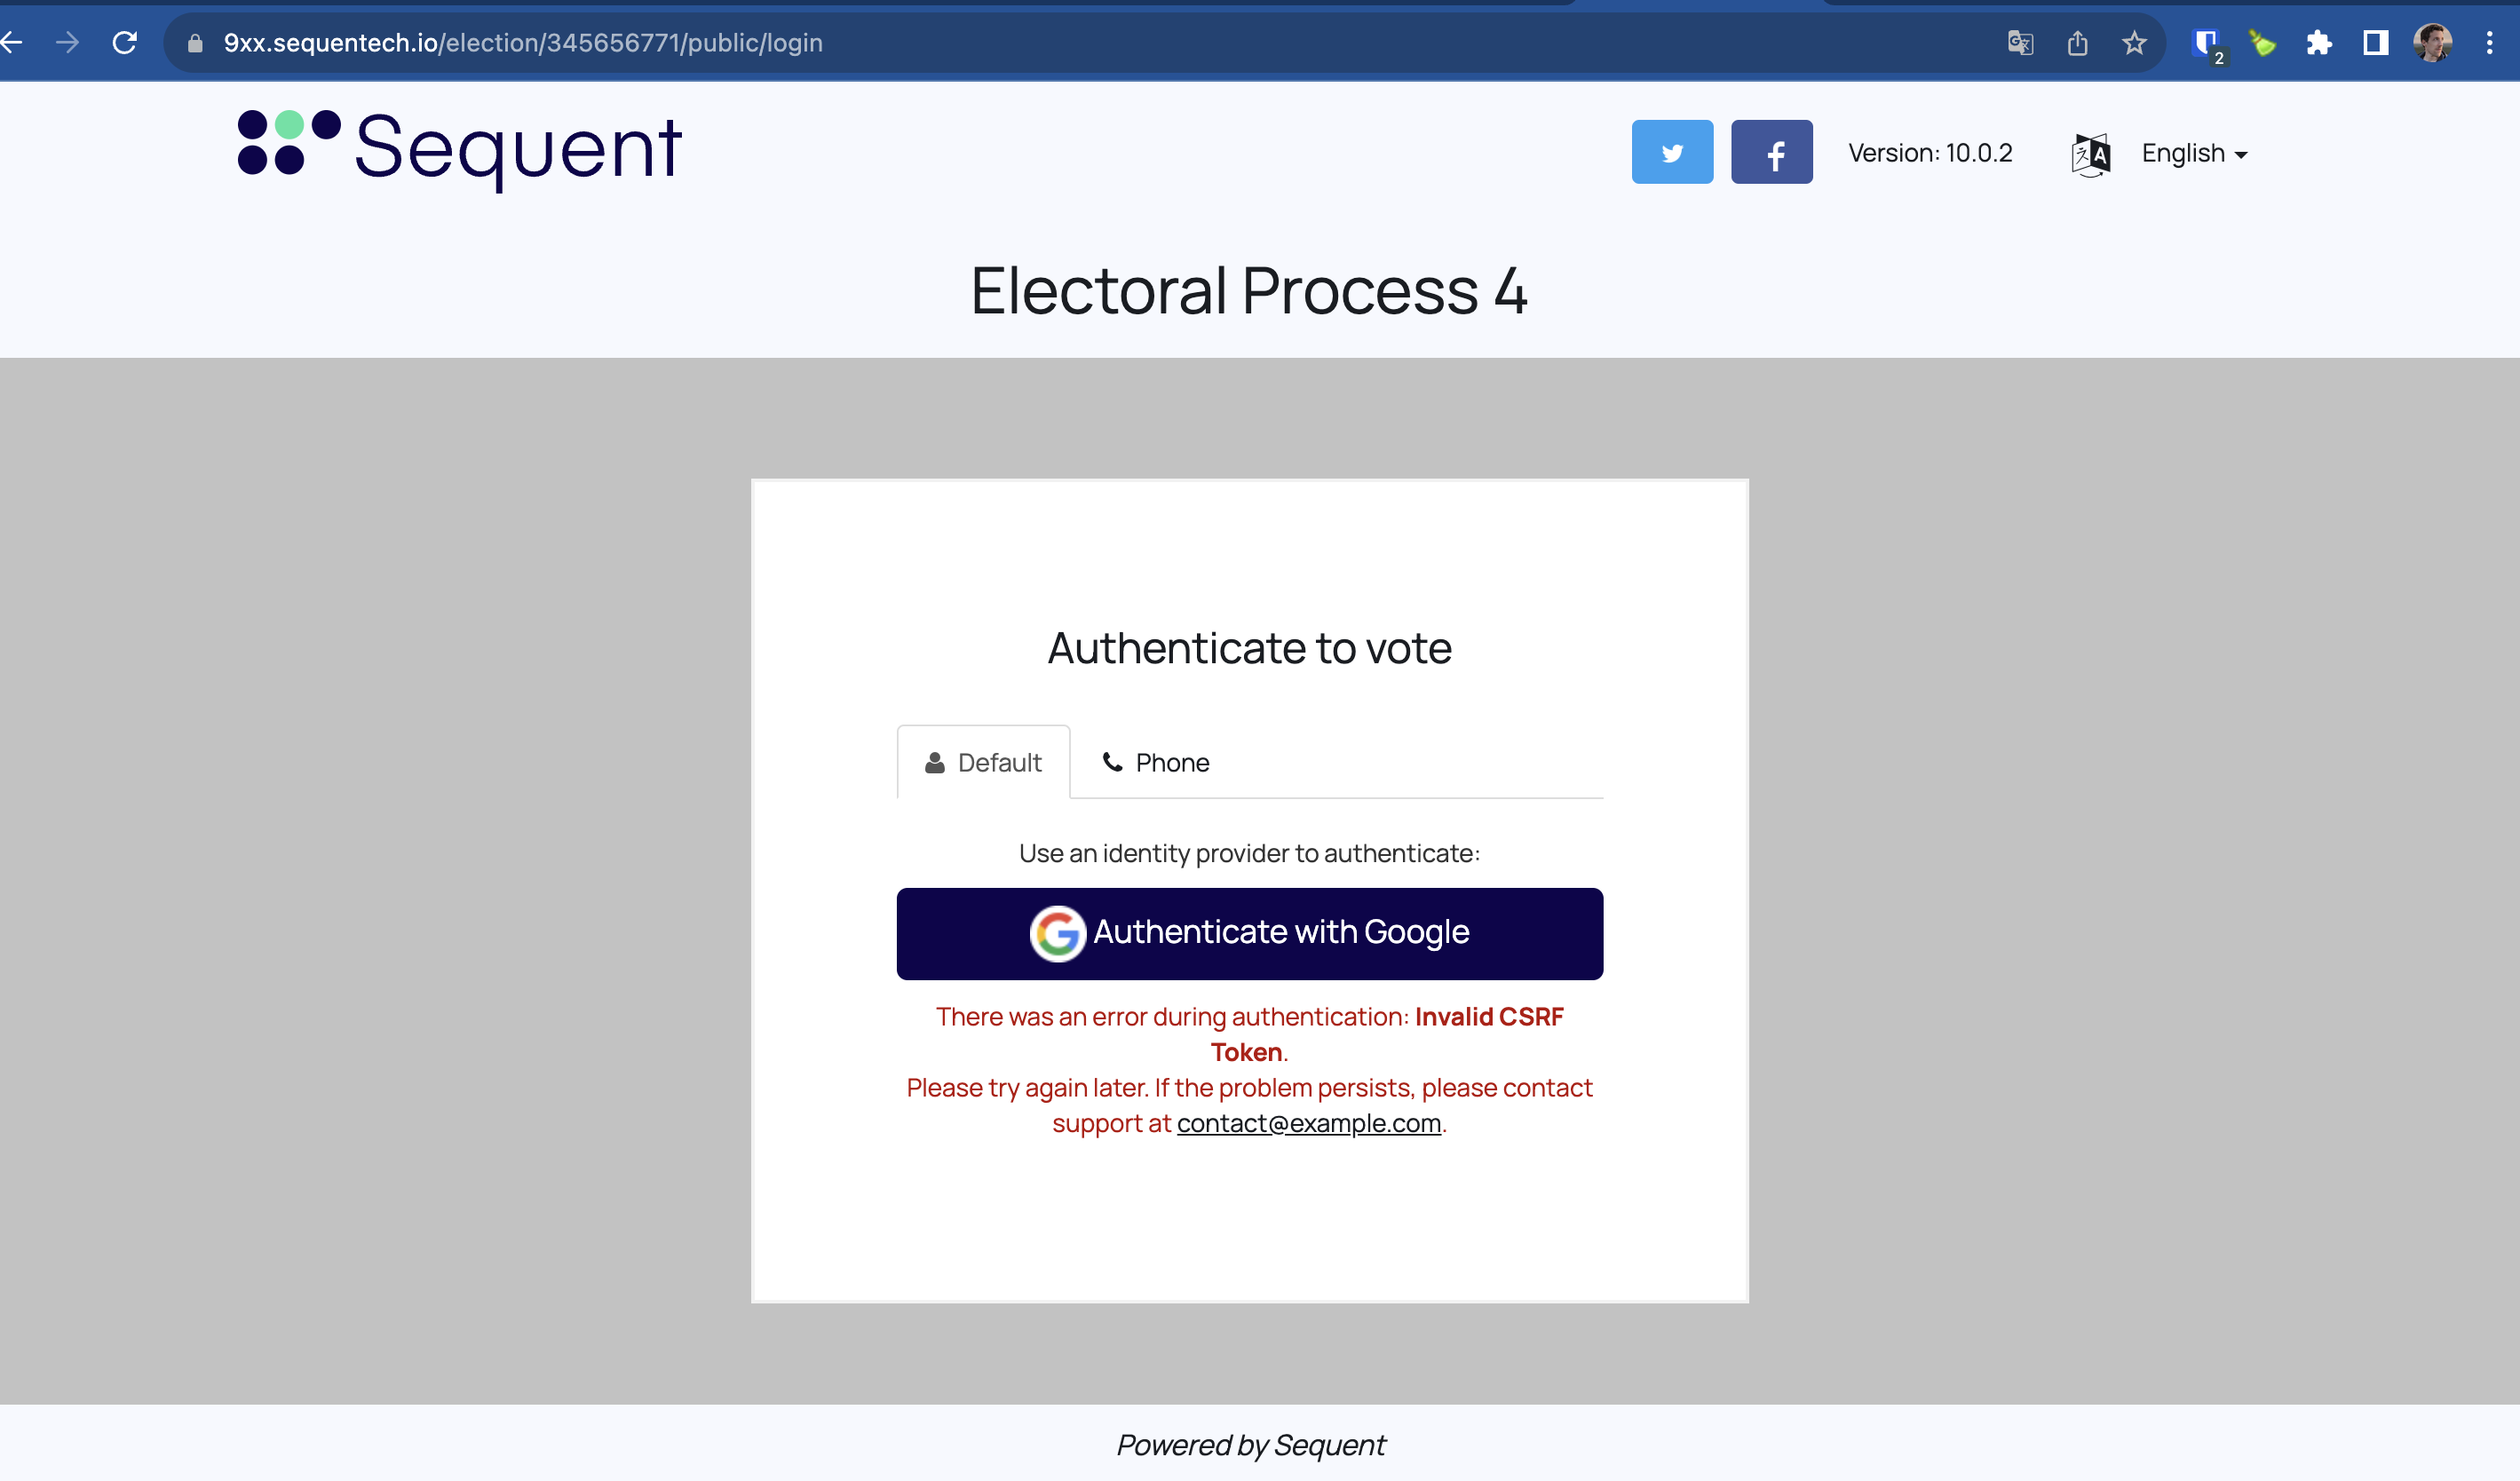 9xx.sequentech.io/election/345656771/public/login
2
Sequent
Version: 10.0.2
English
Electoral Process 4
Authenticate to vote
Default
Phone
Use an identity provider to authenticate:
Authenticate with Google
There was an error during authentication: Invalid CSRF
Token.
Please try again later. If the problem persists, please contact
support at contact@example.com.
Powered by Sequent